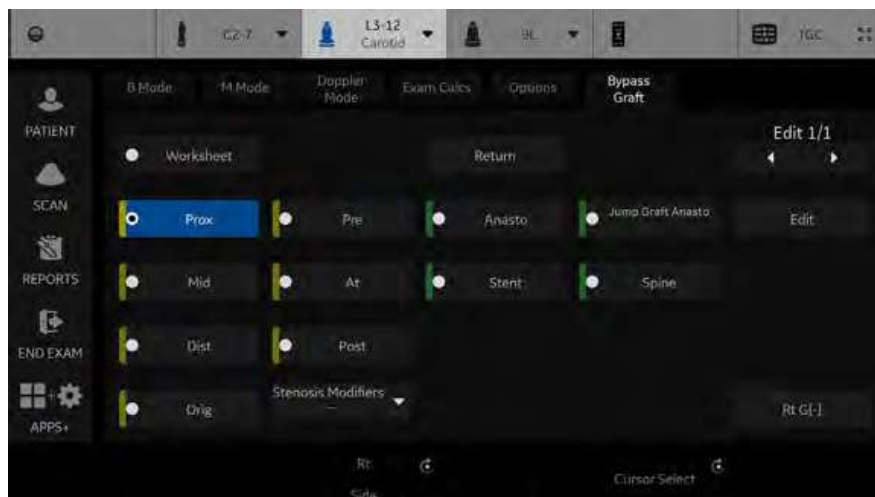 C2-7
L3-12
Carotid
9L
TGC
B Mode
M Mode
Doppler
Mode
Exam Calcs
Options
Bypass
Graft
PATIENT
SCAN
REPORTS
END EXAM
APPS+
Worksheet
Return
Edit 1/1
Prox
Pre
Anasto
Jump Graft Anasto
Edit
Mid
At
Stent
Spine
Dist
Post
Orig
Stenosis Modifiers
Rt G[-]
Rt
Side
Cursor Select